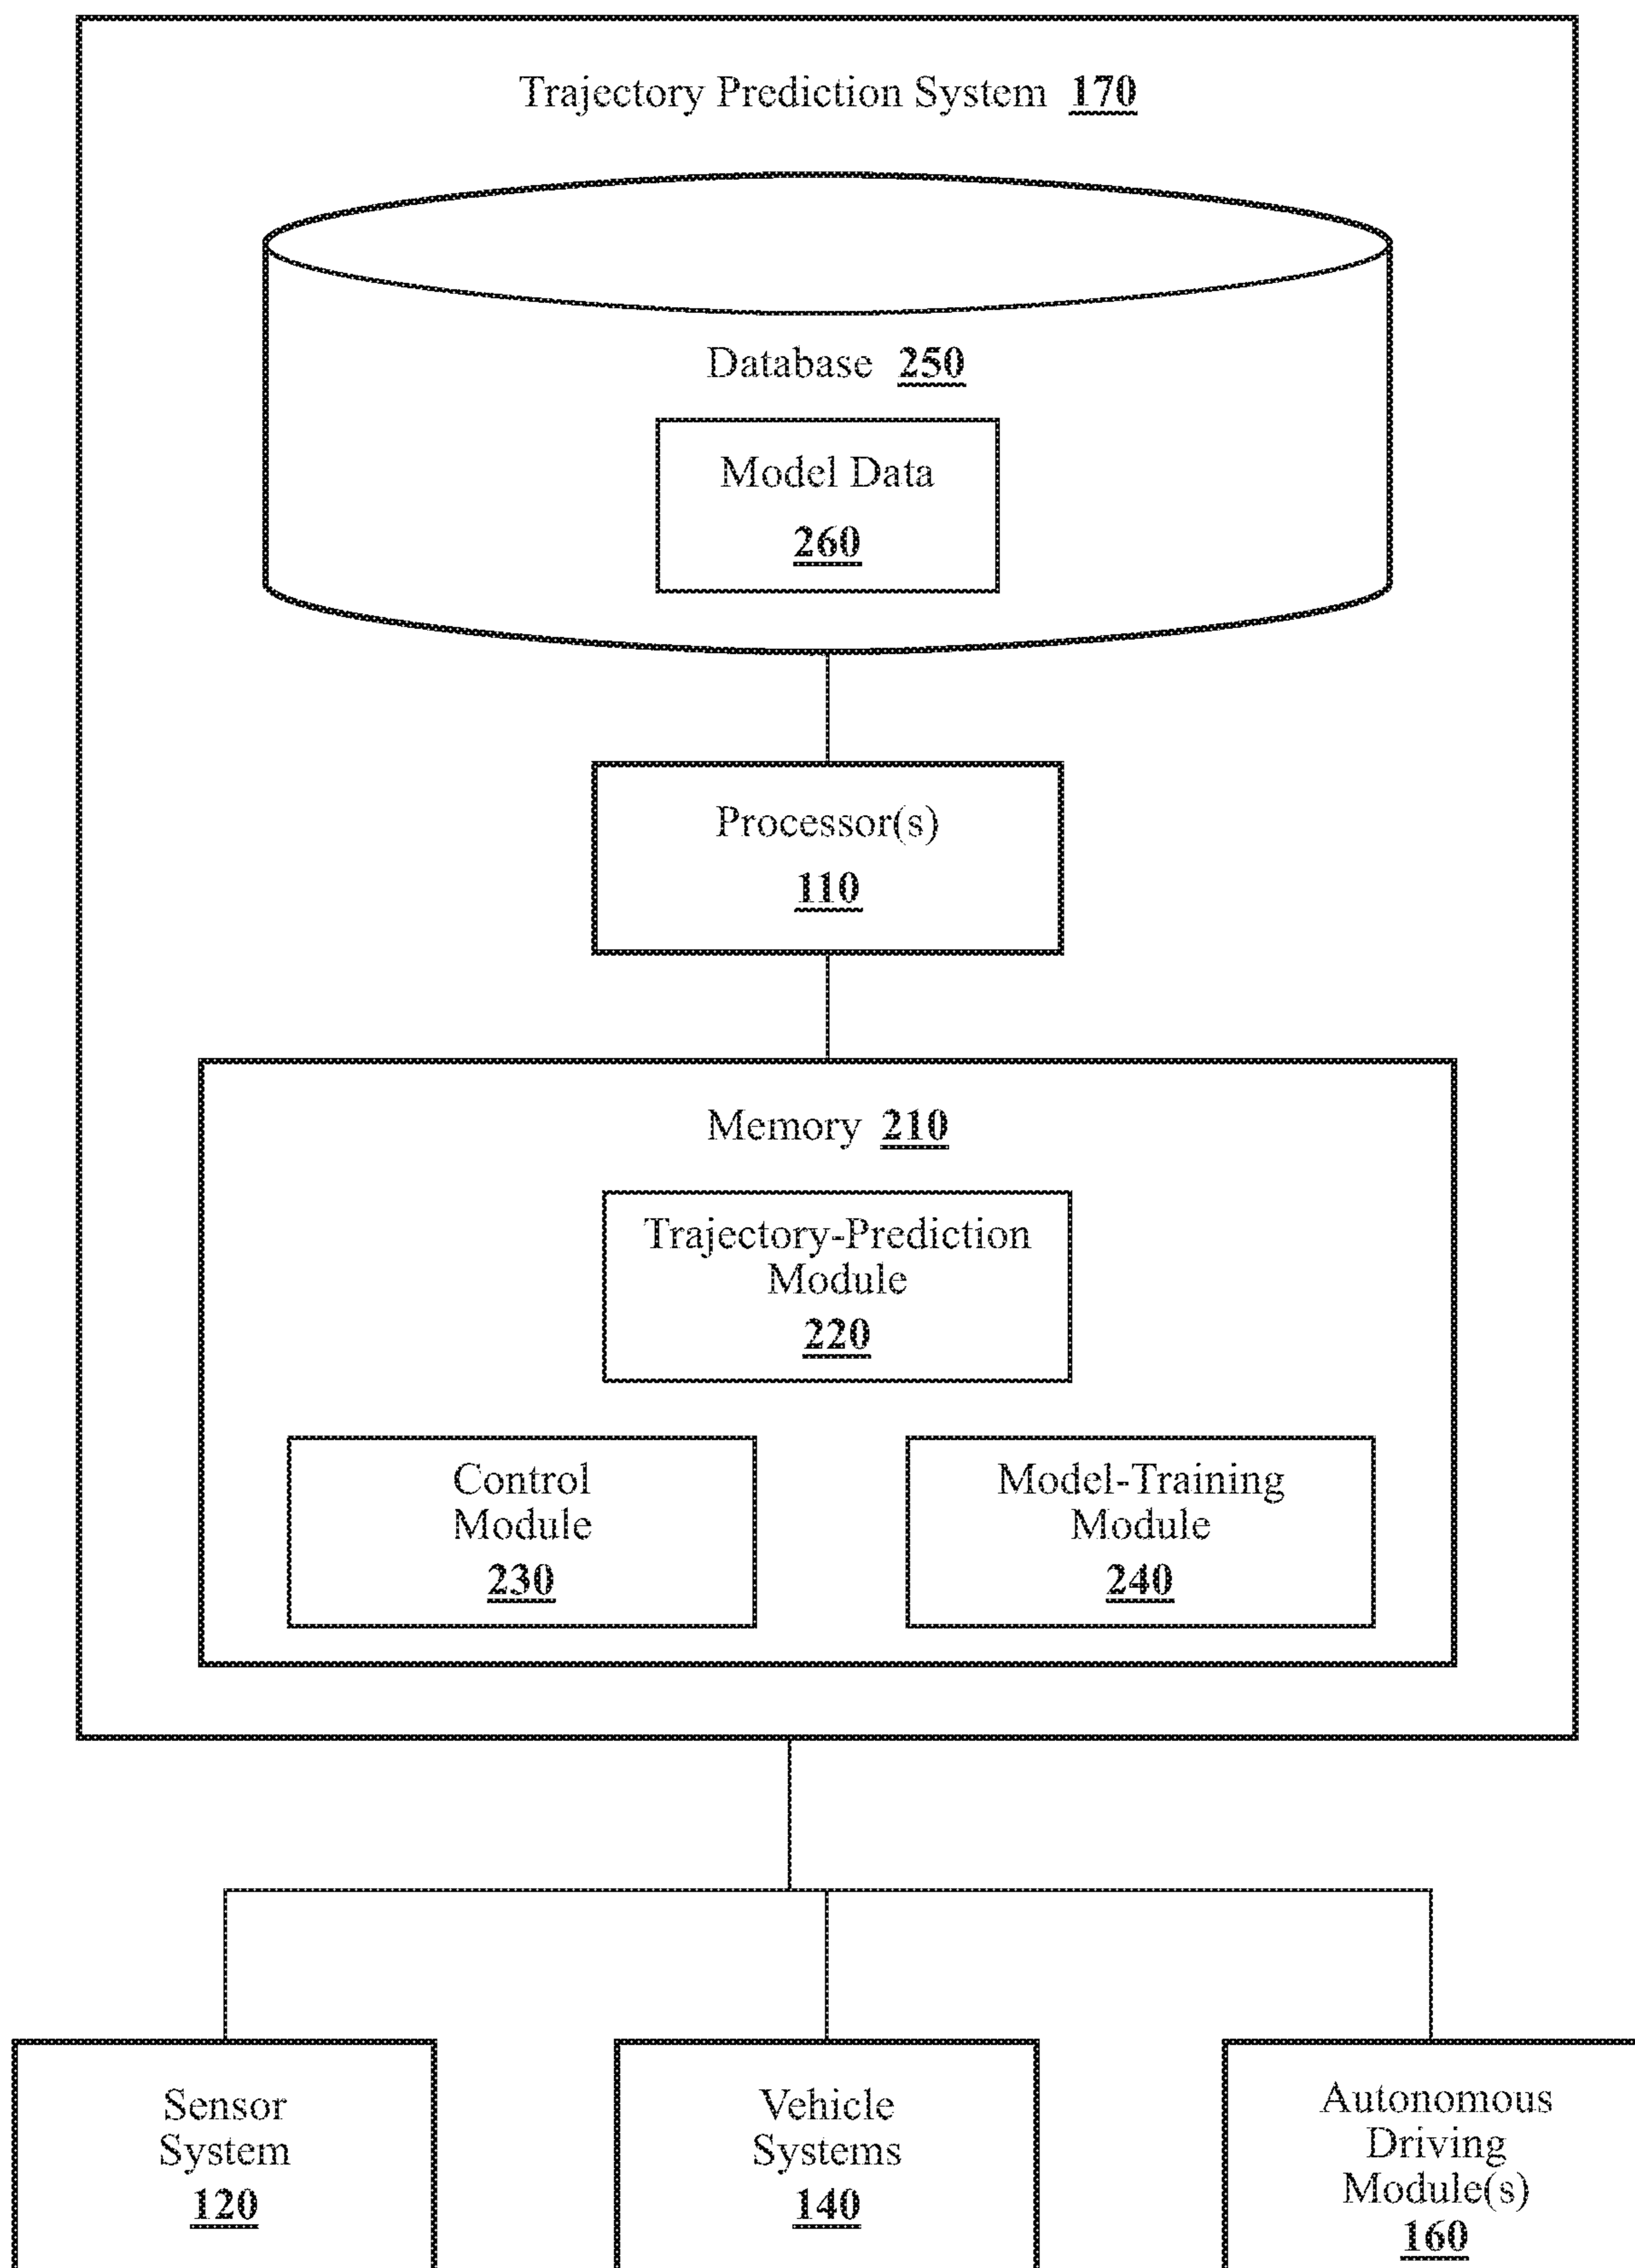 Trajectory Prediction System 170
Database 250
Model Data
260
Processor(s)
110
Memory 210
Trajectory-Prediction
Module
220
Control
Module
230
Model-Training
Module
240
Sensor
System
120
Vehicle
Systems
140
Autonomous
Driving
Module(s)
160